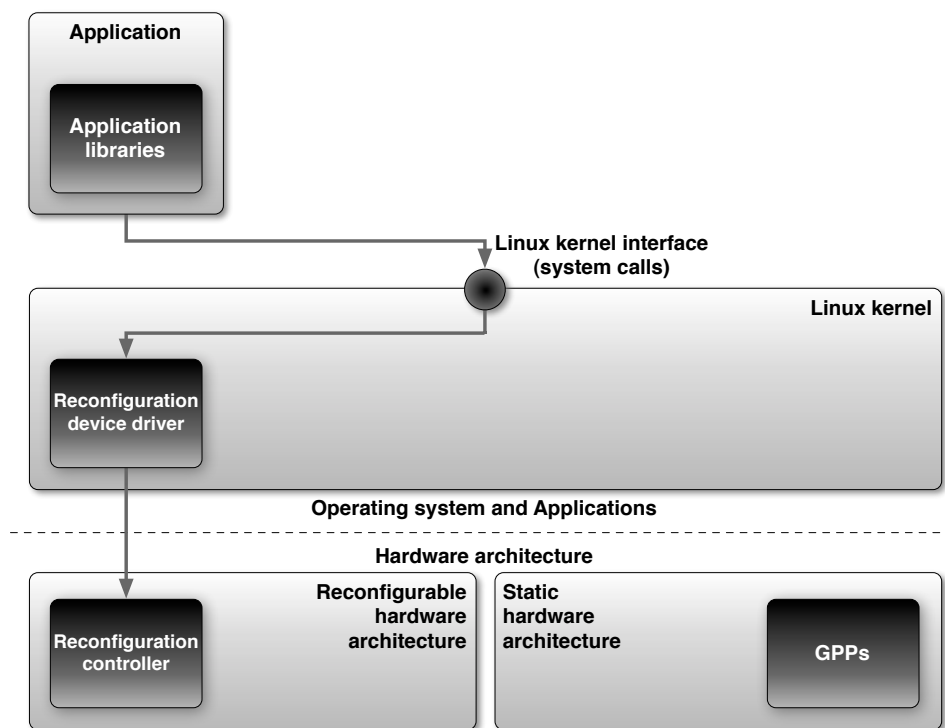 Application
Application
libraries
Linux kernel interface
(system calls)
Linux kernel
Reconfiguration
device driver
Operating system and Applications
Hardware architecture
Reconfigurable
hardware
architecture
Static
hardware
architecture
Reconfiguration
controller
GPPs